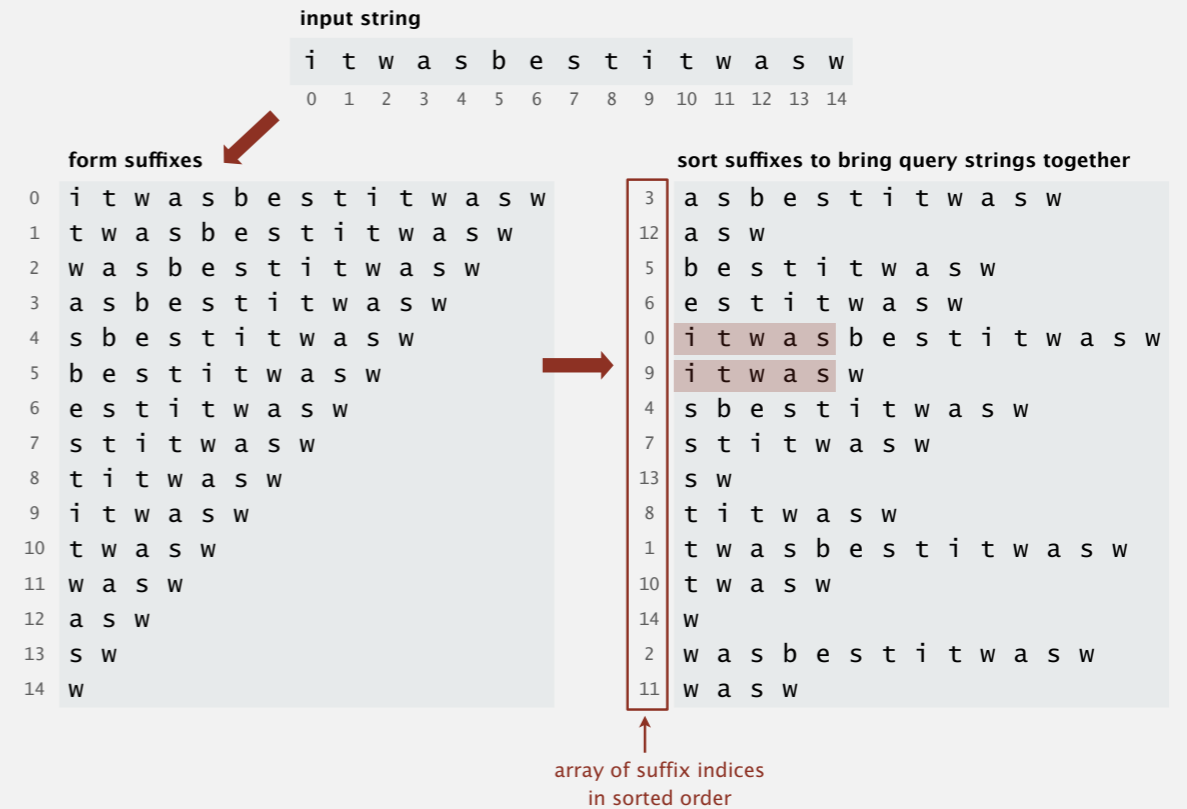 input string
i t w a s b e s t i t w a s w
0 1 2 3 4 5 6 7 8 9 10 11 12 13 14
form suffixes
0 i t w a s b e s t i t w a s w
1 t w a s b e s t i t w a s w
2 w a s b e s t i t w a s w
3 a s b e s t i t w a s w
4 s b e s t i t w a s w
5 b e s t i t w a s w
6 e s t i t w a s w
7 s t i t w a s w
8 t i t w a s w
9 i t w a s w
10 t w a s w
11 w a s w
12 a s w
13 s w
14 w
sort suffixes to bring query strings together
3 a s b e s t i t w a s w
12 a s w
5 b e s t i t w a s w
6 e s t i t w a s w
0 i t w a s b e s t i t w a s w
9 i t w a s w
4 s b e s t i t w a s w
7 s t i t w a s w
13 s w
8 t i t w a s w
1 t w a s b e s t i t w a s w
10 t w a s w
14 w
2 w a s b e s t i t w a s w
11 w a s w
array of suffix indices
in sorted order